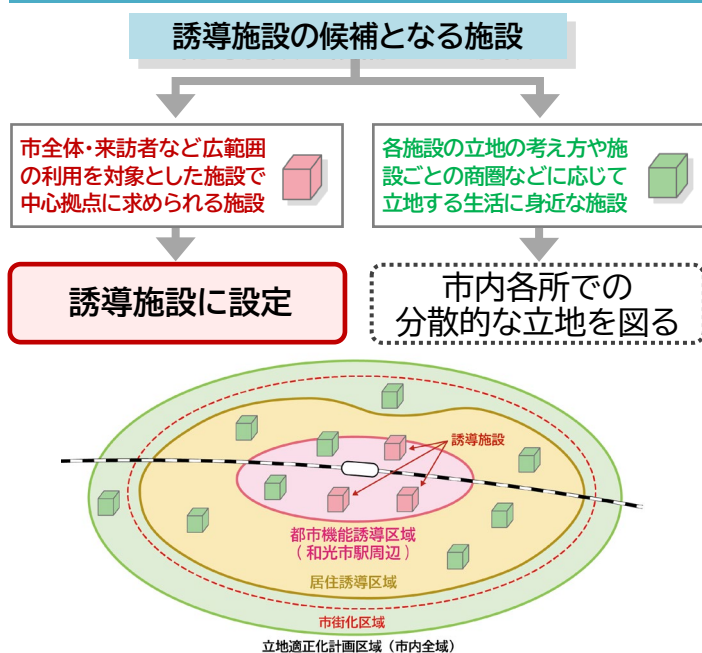 誘導施設の候補となる施設
市全体・来訪者など広範囲
の利用を対象とした施設で
中心拠点に求められる施設
各施設の立地の考え方や施
設ごとの商圏などに応じて
立地する生活に身近な施設
誘導施設に設定
市内各所での
分散的な立地を図る
誘導施設
都市機能誘導区域
（和光市駅周辺）
居住誘導区域
市街化区域
立地適正化計画区域（市内全域）